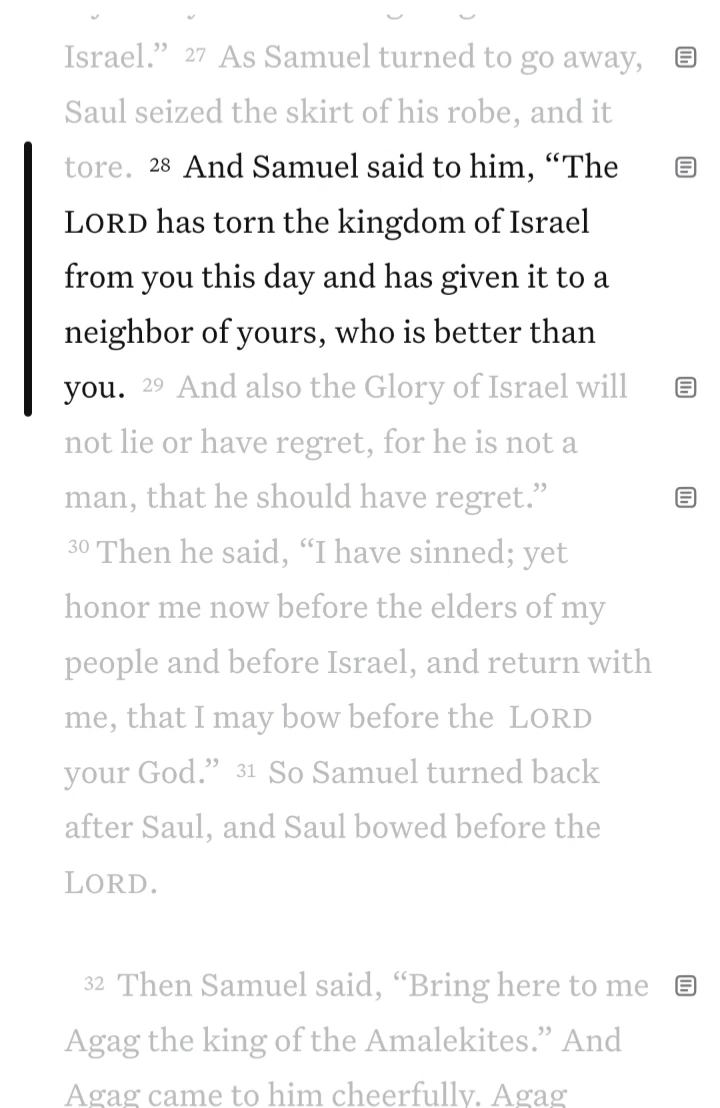 Israel.” 27 As Samuel turned to go away,
Saul seized the skirt of his robe, and it
tore. 28 And Samuel said to him, “The
LORD has torn the kingdom of Israel
from you this day and has given it to a
neighbor of yours, who is better than
you. 29 And also the Glory of Israel will
not lie or have regret, for he is not a
man, that he should have regret.”
30 Then he said, “I have sinned; yet
honor me now before the elders of my
people and before Israel, and return with
me, that I may bow before the LORD
your God.” 31 So Samuel turned back
after Saul, and Saul bowed before the
LORD.
32 Then Samuel said, “Bring here to me
Agag the king of the Amalekites.” And
Agag came to him cheerfully. Agag